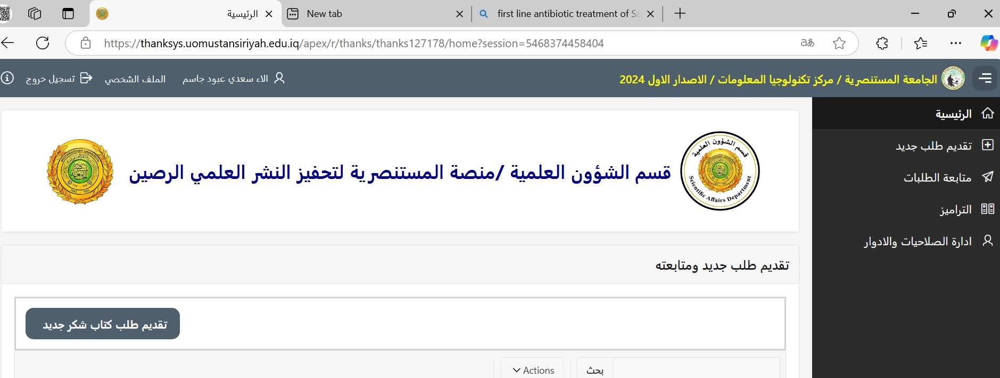 الرئيسية
New tab
first line antibiotic treatment of Sa
https://thanksys.uomustansiriyah.edu.iq/apex/r/thanks/thanks127178/home?session=5468374458404
الجامعة المستنصرية / مركز تكنولوجيا المعلومات / الاصدار الاول 2024
الاء سعدي عبود جاسم
الملف الشخصي
تسجيل خروج
الرئيسية
تقديم طلب جديد
متابعة الطلبات
التراميز
ادارة الصلاحيات والادوار
قسم الشؤون العلمية
Scientific Affairs Department
قسم الشؤون العلمية /منصة المستنصرية لتحفيز النشر العلمي الرصين
MUSTANSIRIYAH UNIVERSITY
تقديم طلب جديد ومتابعته
تقديم طلب كتاب شكر جديد
بحث
Actions